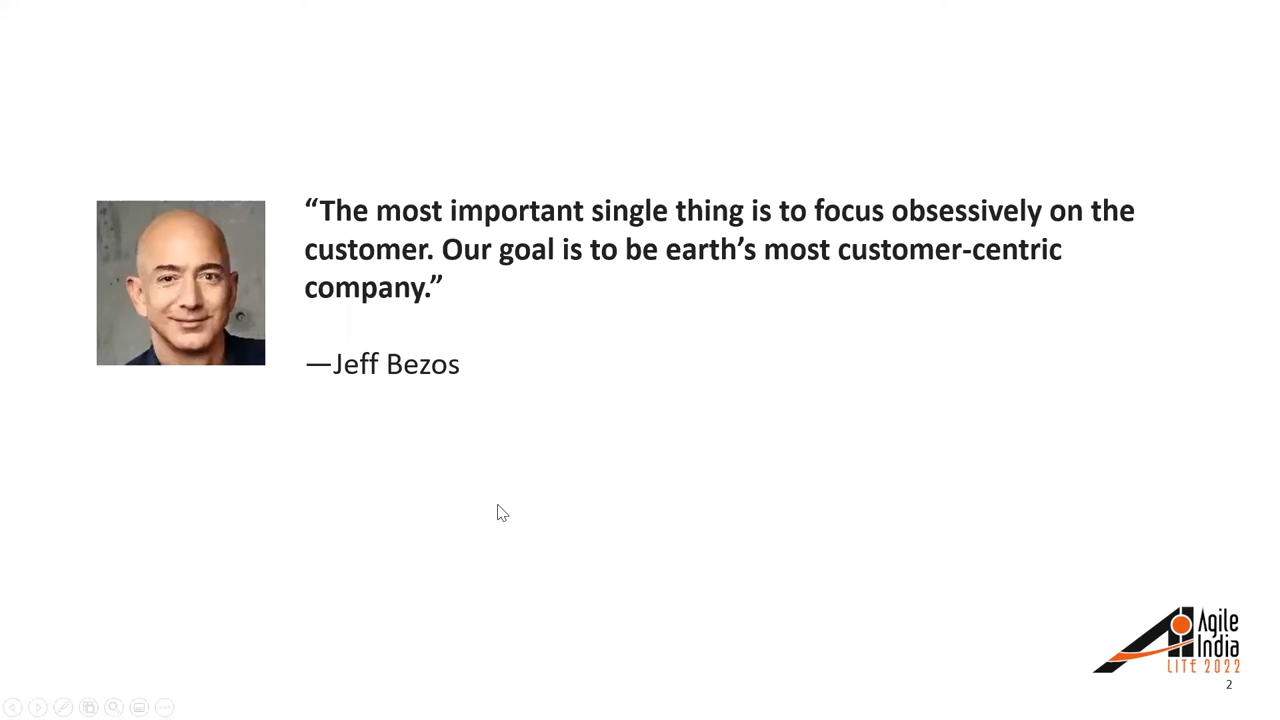 “The most important single thing is to focus obsessively on the
customer. Our goal is to be earth’s most customer-centric
company.”
—Jeff Bezos
Agile
India
LITE 2022
2